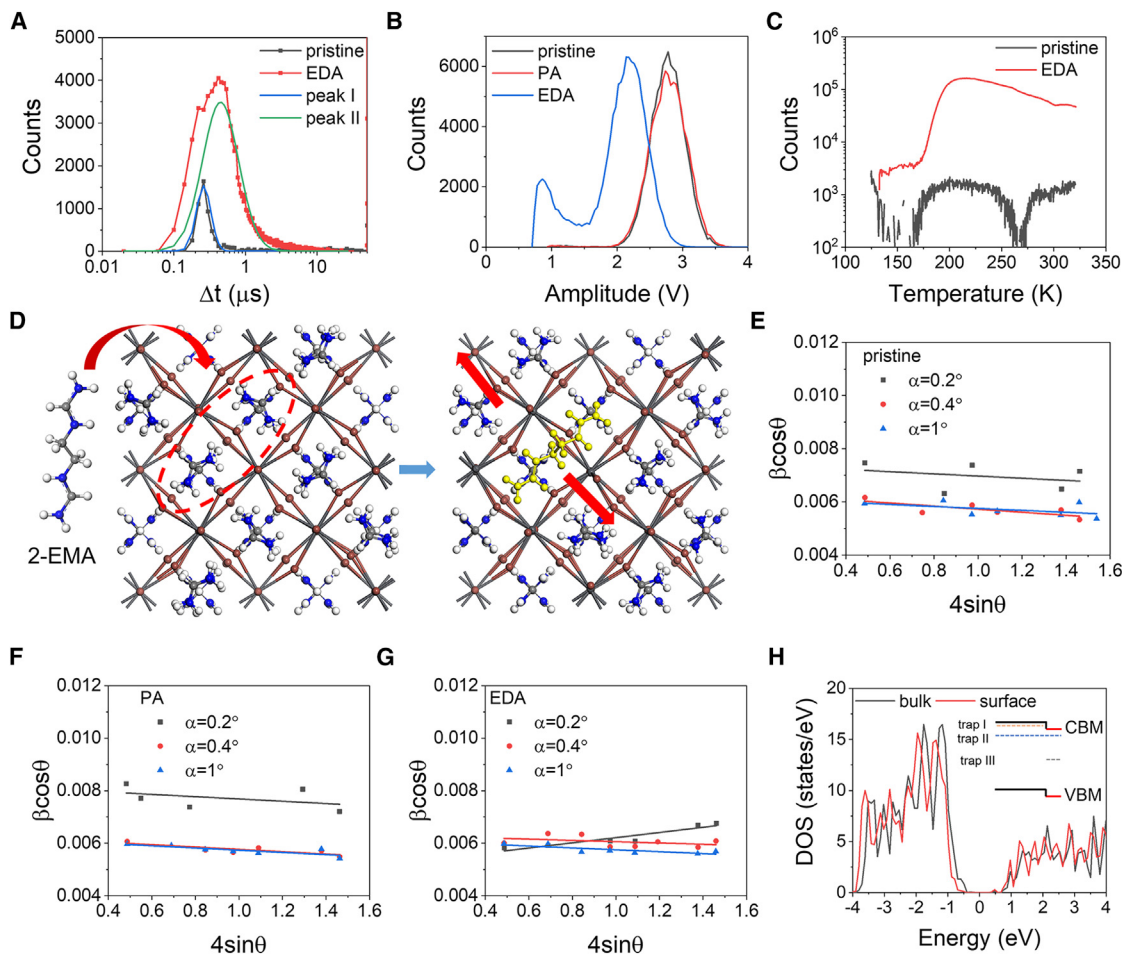 A
5000
4000
3000
2000
1000
0
Counts
0.01
0.1
1
10
Δt (μs)
pristine
EDA
peak I
peak II
B
6000
4000
2000
0
Counts
0
1
2
3
4
Amplitude (V)
pristine
PA
EDA
C
10⁶
10⁵
10⁴
10³
10²
Counts
100
150
200
250
300
350
Temperature (K)
pristine
EDA
D
2-EMA
E
0.012
0.010
0.008
0.006
0.004
βcosθ
pristine
α=0.2°
α=0.4°
α=1°
0.4
0.6
0.8
1.0
1.2
1.4
1.6
4sinθ
F
0.012
0.010
0.008
0.006
0.004
βcosθ
PA
α=0.2°
α=0.4°
α=1°
0.4
0.6
0.8
1.0
1.2
1.4
1.6
4sinθ
G
0.012
0.010
0.008
0.006
0.004
βcosθ
EDA
α=0.2°
α=0.4°
α=1°
0.4
0.6
0.8
1.0
1.2
1.4
1.6
4sinθ
H
20
15
10
5
0
DOS (states/eV)
bulk
surface
trap I
trap II
trap III
CBM
VBM
-4
-3
-2
-1
0
1
2
3
4
Energy (eV)